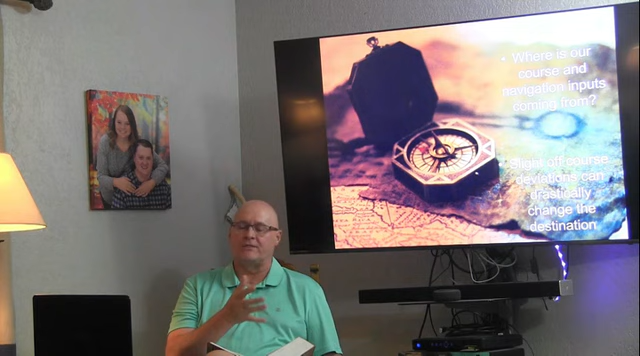 • Where is our
course and
navigation inputs
coming from?
Slight off-course
deviations can
drastically
change the
destination